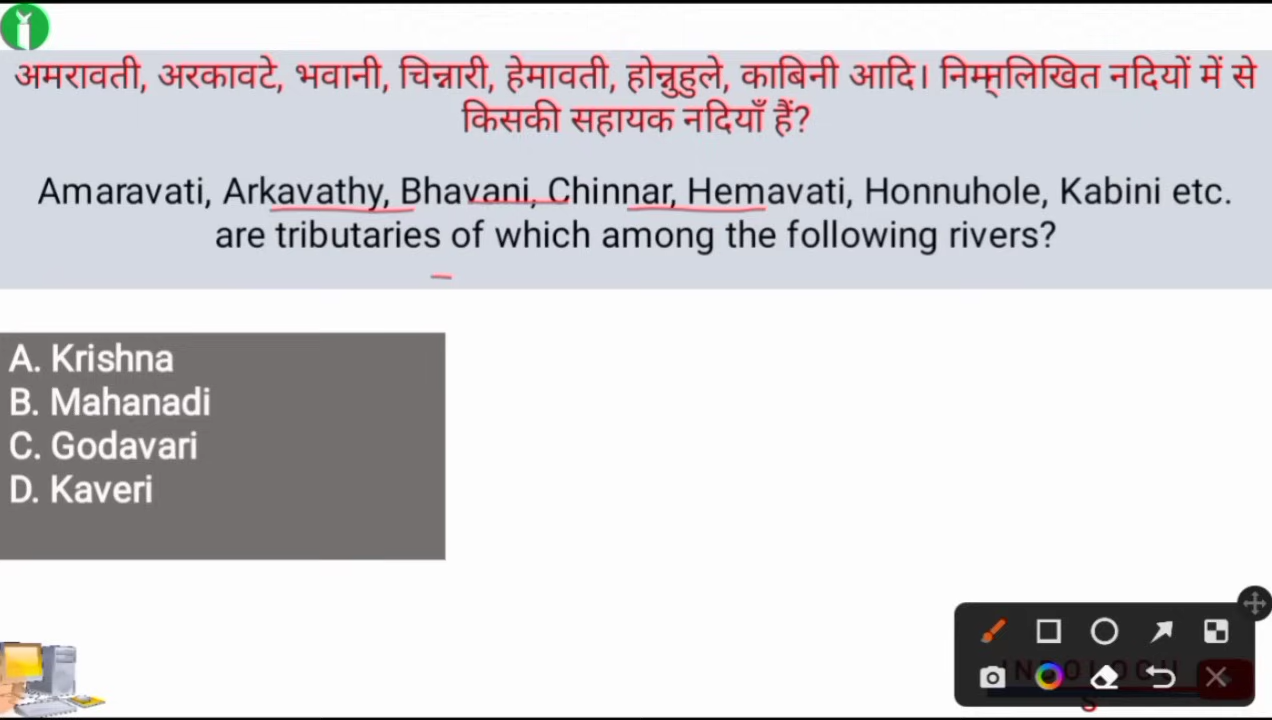 अमरावती, अरकावटे, भवानी, चिन्नारी, हेमावती, होन्नुहुले, काबिनी आदि। निम्नलिखित नदियों में से
किसकी सहायक नदियाँ हैं?
Amaravati, Arkavathy, Bhavani, Chinnar, Hemavati, Honnuhole, Kabini etc.
are tributaries of which among the following rivers?
A. Krishna
B. Mahanadi
C. Godavari
D. Kaveri